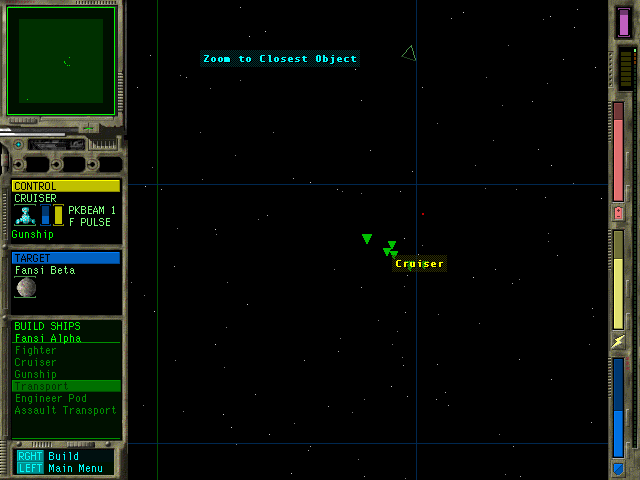 Zoom to Closest Object
CONTROL
CRUISER
PKBEAM 1
F PULSE
Gunship
Cruiser
TARGET
Fansi Beta
BUILD SHIPS
Fansi Alpha
Fighter
Cruiser
Gunship
Transport
Engineer Pod
Assault Transport
RGHT Build
LEFT Main Menu